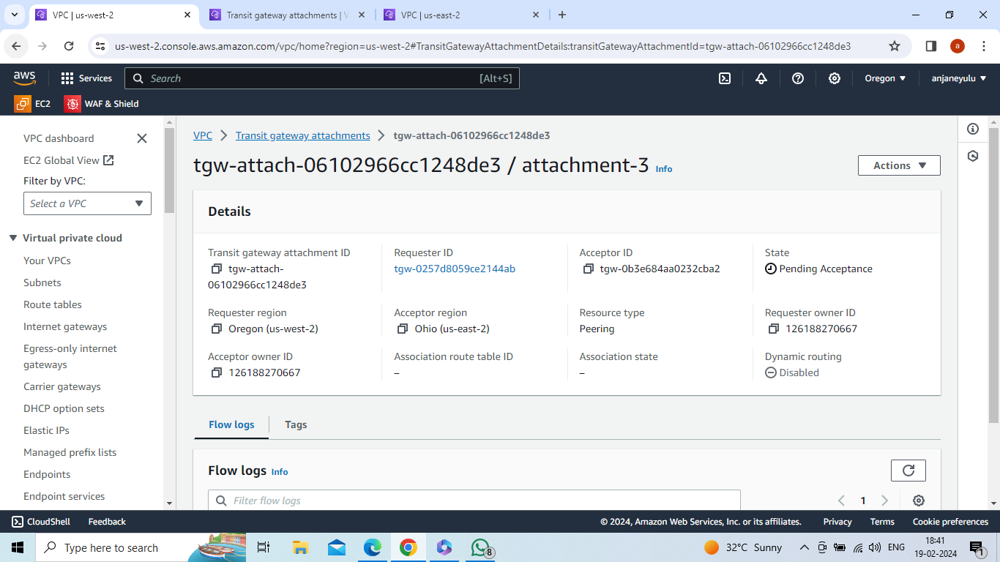 VPC | us-west-2
Transit gateway attachments | V
VPC | us-east-2
us-west-2.console.aws.amazon.com/vpc/home?region=us-west-2#TransitGatewayAttachmentDetails:transitGatewayAttachmentId=tgw-attach-06102966cc1248de3
a
aws
Services
Search
[Alt+S]
Oregon
anjaneyulu
EC2
WAF & Shield
VPC dashboard
EC2 Global View
Filter by VPC:
Select a VPC
Virtual private cloud
Your VPCs
Subnets
Route tables
Internet gateways
Egress-only internet
gateways
Carrier gateways
DHCP option sets
Elastic IPs
Managed prefix lists
Endpoints
Endpoint services
VPC
Transit gateway attachments
tgw-attach-06102966cc1248de3
tgw-attach-06102966cc1248de3 / attachment-3 Info
Actions
Details
Transit gateway attachment ID
tgw-attach-
06102966cc1248de3
Requester ID
tgw-0257d8059ce2144ab
Acceptor ID
tgw-0b3e684aa0232cba2
State
Pending Acceptance
Requester region
Oregon (us-west-2)
Acceptor region
Ohio (us-east-2)
Resource type
Peering
Requester owner ID
126188270667
Acceptor owner ID
126188270667
Association route table ID
–
Association state
–
Dynamic routing
Disabled
Flow logs
Tags
Flow logs Info
Filter flow logs
1
CloudShell
Feedback
© 2024, Amazon Web Services, Inc. or its affiliates.
Privacy
Terms
Cookie preferences
Type here to search
8
32°C Sunny
ENG
18:41
19-02-2024
1